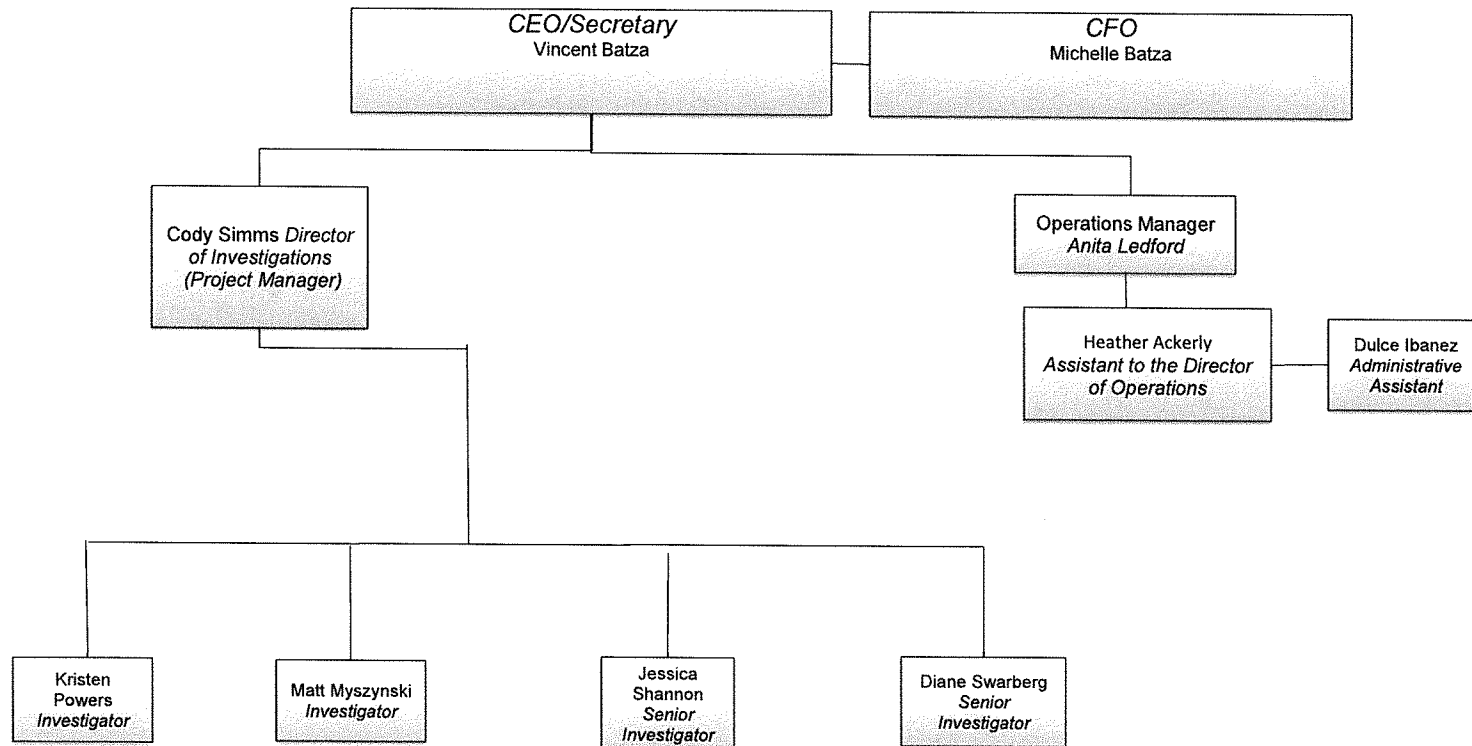 CEO/Secretary
Vincent Batza
CFO
Michelle Batza
Cody Simms Director
of Investigations
(Project Manager)
Operations Manager
Anita Ledford
Heather Ackerly
Assistant to the Director
of Operations
Dulce Ibanez
Administrative
Assistant
Kristen
Powers
Investigator
Matt Myszynski
Investigator
Jessica
Shannon
Senior
Investigator
Diane Swarberg
Senior
Investigator